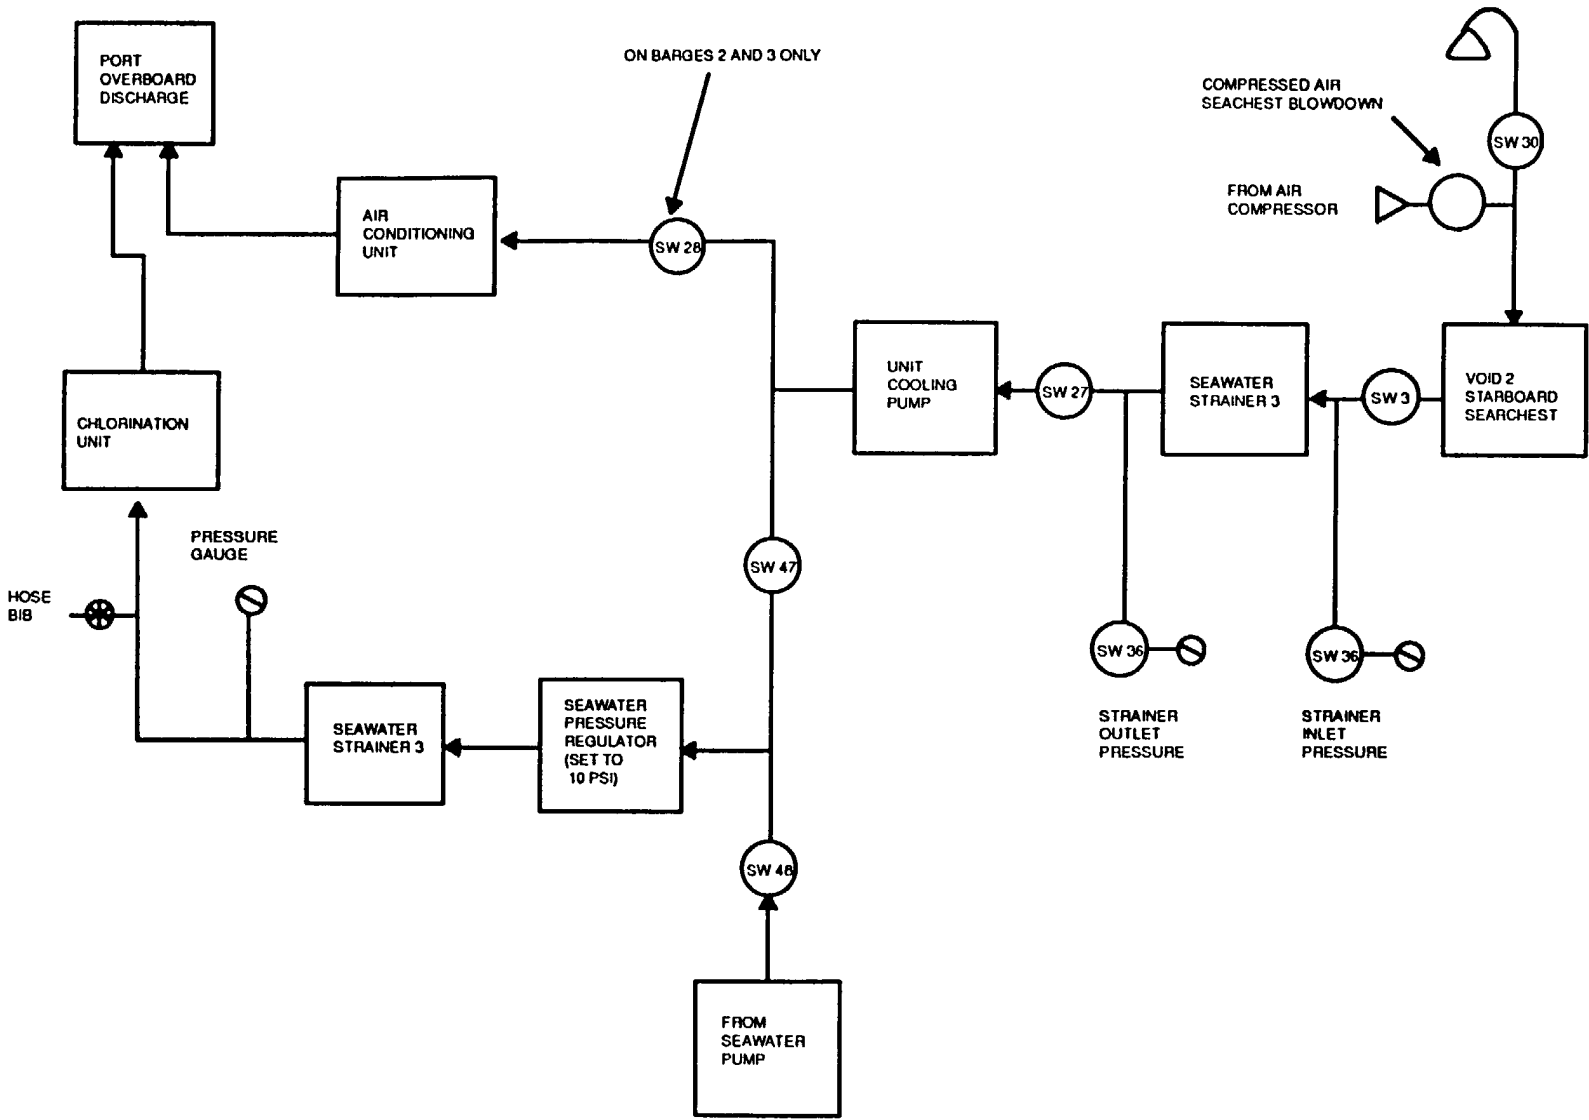 PORT
OVERBOARD
DISCHARGE
ON BARGES 2 AND 3 ONLY
COMPRESSED AIR
SEACHEST BLOWDOWN
SW 30
FROM AIR
COMPRESSOR
AIR
CONDITIONING
UNIT
SW 28
UNIT
COOLING
PUMP
SW 27
SEAWATER
STRAINER 3
SW 3
VOID 2
STARBOARD
SEARCHEST
CHLORINATION
UNIT
PRESSURE
GAUGE
HOSE
BIB
SW 47
SW 36
SW 36
STRAINER
OUTLET
PRESSURE
STRAINER
INLET
PRESSURE
SEAWATER
STRAINER 3
SEAWATER
PRESSURE
REGULATOR
(SET TO
10 PSI)
SW 48
FROM
SEAWATER
PUMP